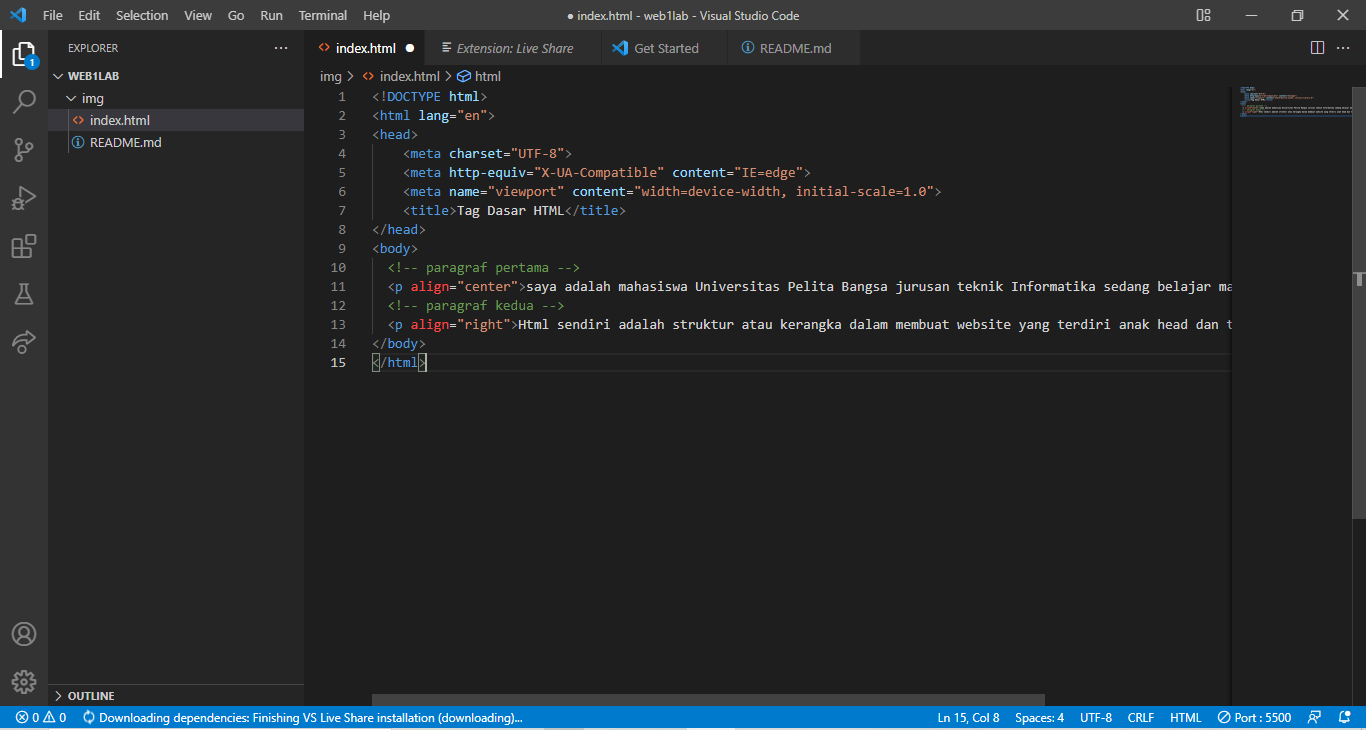 File Edit Selection View Go Run Terminal Help
● index.html - web1lab - Visual Studio Code
EXPLORER
1
WEB1LAB
img
index.html
README.md
OUTLINE
index.html
Extension: Live Share
Get Started
README.md
img > index.html > html
1 <!DOCTYPE html>
2 <html lang="en">
3 <head>
4 <meta charset="UTF-8">
5 <meta http-equiv="X-UA-Compatible" content="IE=edge">
6 <meta name="viewport" content="width=device-width, initial-scale=1.0">
7 <title>Tag Dasar HTML</title>
8 </head>
9 <body>
10 <!-- paragraf pertama -->
11 <p align="center">saya adalah mahasiswa Universitas Pelita Bangsa jurusan teknik Informatika sedang belajar ma
12 <!-- paragraf kedua -->
13 <p align="right">Html sendiri adalah struktur atau kerangka dalam membuat website yang terdiri anak head dan t
14 </body>
15 </html>
0 0 Downloading dependencies: Finishing VS Live Share installation (downloading)...
Ln 15, Col 8 Spaces: 4 UTF-8 CRLF HTML Port : 5500